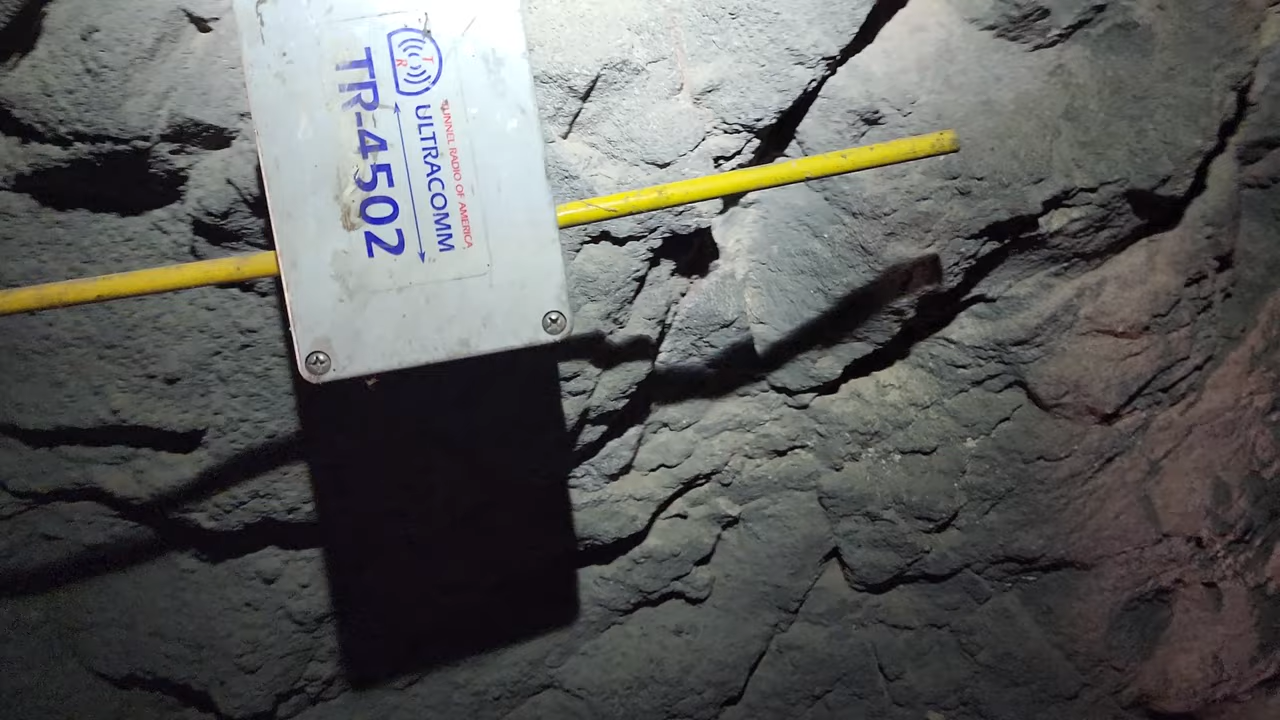 T
R
TUNNEL RADIO OF AMERICA
ULTRACOMM
TR-4502